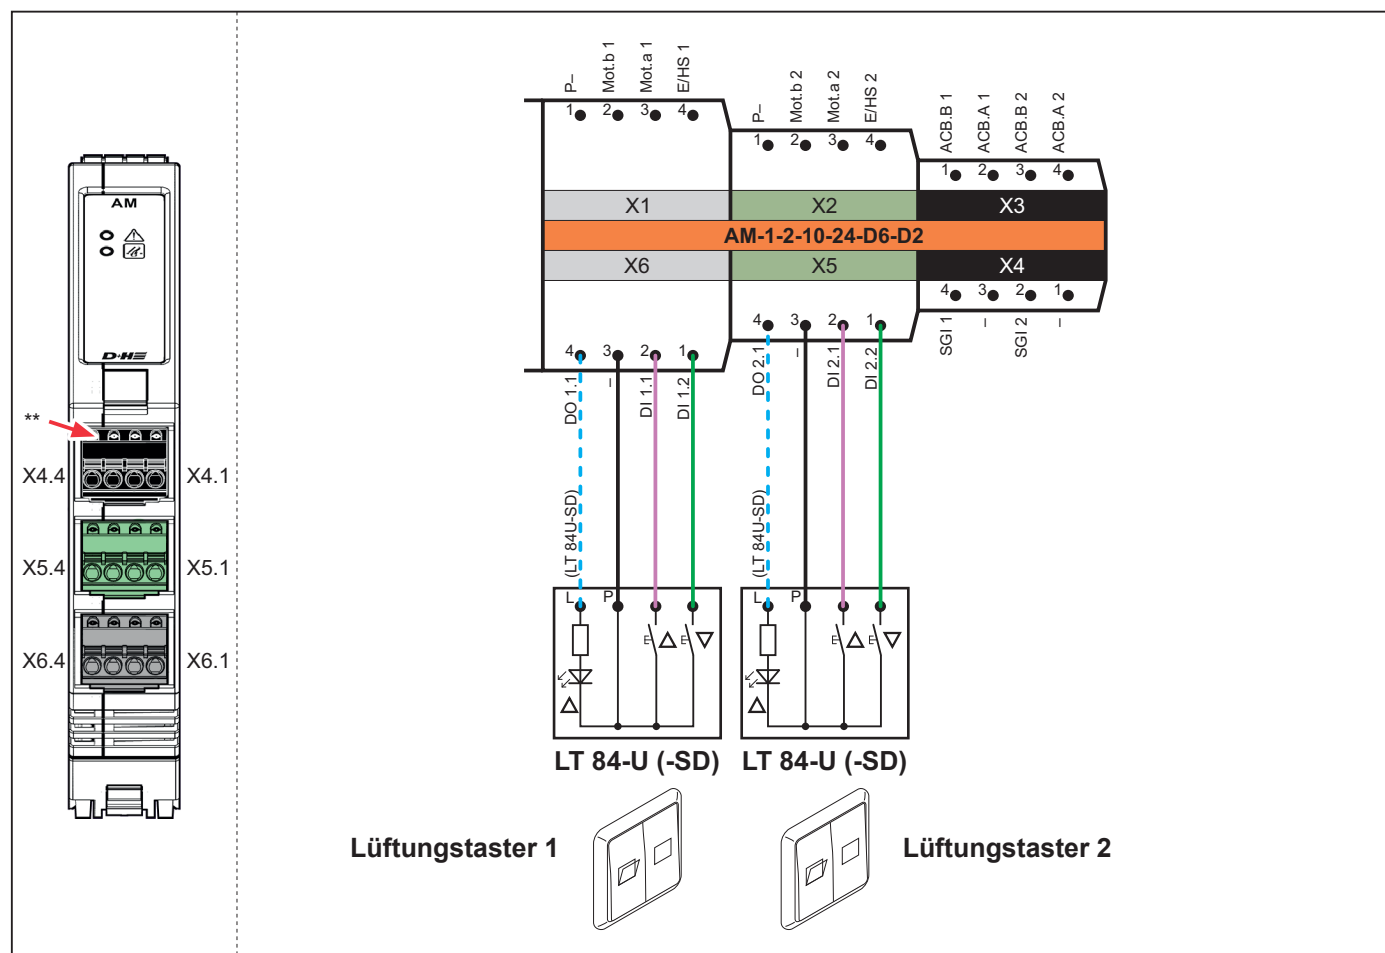 AM
D+H
**
X4.4
X4.1
X5.4
X5.1
X6.4
X6.1
P–
Mot.b 1
Mot.a 1
E/HS 1
1
2
3
4
P–
Mot.b 2
Mot.a 2
E/HS 2
1
2
3
4
ACB.B 1
ACB.A 1
ACB.B 2
ACB.A 2
1
2
3
4
X1
X2
X3
AM-1-2-10-24-D6-D2
X6
X5
X4
4
3
2
1
SGI 1
–
SGI 2
–
4
3
2
1
DO 2.1
–
DI 2.1
DI 2.2
4
3
2
1
DO 1.1
–
DI 1.1
DI 1.2
(LT 84U-SD)
(LT 84U-SD)
L
P
L
P
LT 84-U (-SD)
LT 84-U (-SD)
Lüftungstaster 1
Lüftungstaster 2